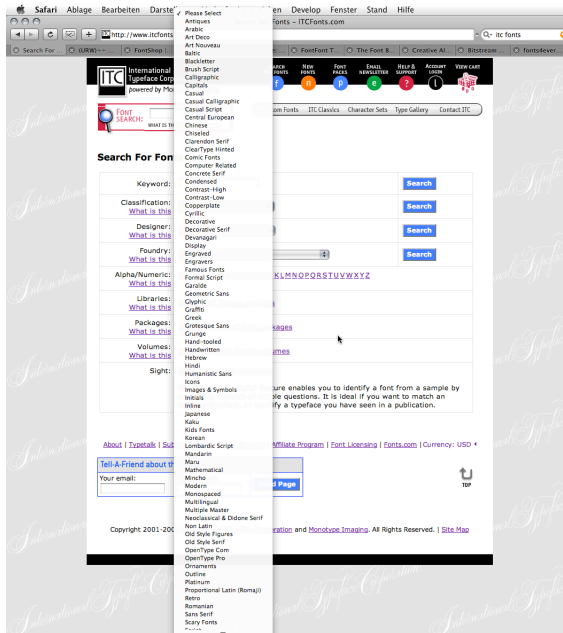 Safari Ablage Bearbeiten Darste Develop Fenster Stand Hilfe
Fonts – ITCFonts.com
http://www.itcfonts
itc fonts
Search For ... (URW)++ ... FontShop | FontFont T... The Font B... Creative Al... Bitstream ... fonts4ever...
✓ Please Select
Antiques
Arabic
Art Deco
Art Nouveau
Baltic
Blackletter
Brush Script
Calligraphic
Capitals
Casual
Casual Calligraphic
Casual Script
Central European
Chinese
Chiseled
Clarendon Serif
ClearType Hinted
Comic Fonts
Computer Related
Concrete Serif
Condensed
Contrast-High
Contrast-Low
Copperplate
Cyrillic
Decorative
Decorative Serif
Devanagari
Display
Engraved
Engravers
Famous Fonts
Formal Script
Garalde
Geometric Sans
Glyphic
Graffiti
Greek
Grotesque Sans
Grunge
Hand-tooled
Handwritten
Hebrew
Hindi
Humanistic Sans
Icons
Images & Symbols
Initials
Inline
Japanese
Kaku
Kids Fonts
Korean
Lombardic Script
Mandarin
Maru
Mathematical
Mincho
Modern
Monospaced
Multilingual
Multiple Master
Neoclassical & Didone Serif
Non Latin
Old Style Figures
Old Style Serif
OpenType Com
OpenType Pro
Ornaments
Outline
Platinum
Proportional Latin (Romaji)
Retro
Romanian
Sans Serif
Scary Fonts
ITC International
Typeface Corp
powered by Mo
ARCH FONTS
NEW FONTS
FONT PACKS
EMAIL NEWSLETTER
HELP & SUPPORT
ACCOUNT LOGIN
VIEW CART
f n p e ? l
FONT SEARCH:
WHAT IS TH
om Fonts ITC Classics Character Sets Type Gallery Contact ITC
Search For Fon
Keyword: Search
Classification: Search
What is this
Designer: Search
What is this
Foundry: Search
What is this
Alpha/Numeric: K L M N O P Q R S T U V W X Y Z
What is this
Libraries:
What is this
Packages: kages
What is this
Volumes: umes
What is this
Sight:
ture enables you to identify a font from a sample by
ple questions. It is ideal if you want to match an
fy a typeface you have seen in a publication.
About | Typetalk | Sub Affiliate Program | Font Licensing | Fonts.com | Currency: USD
Tell-A-Friend about th
Your email:
d Page
TOP
Copyright 2001-200 ration and Monotype Imaging. All Rights Reserved. | Site Map